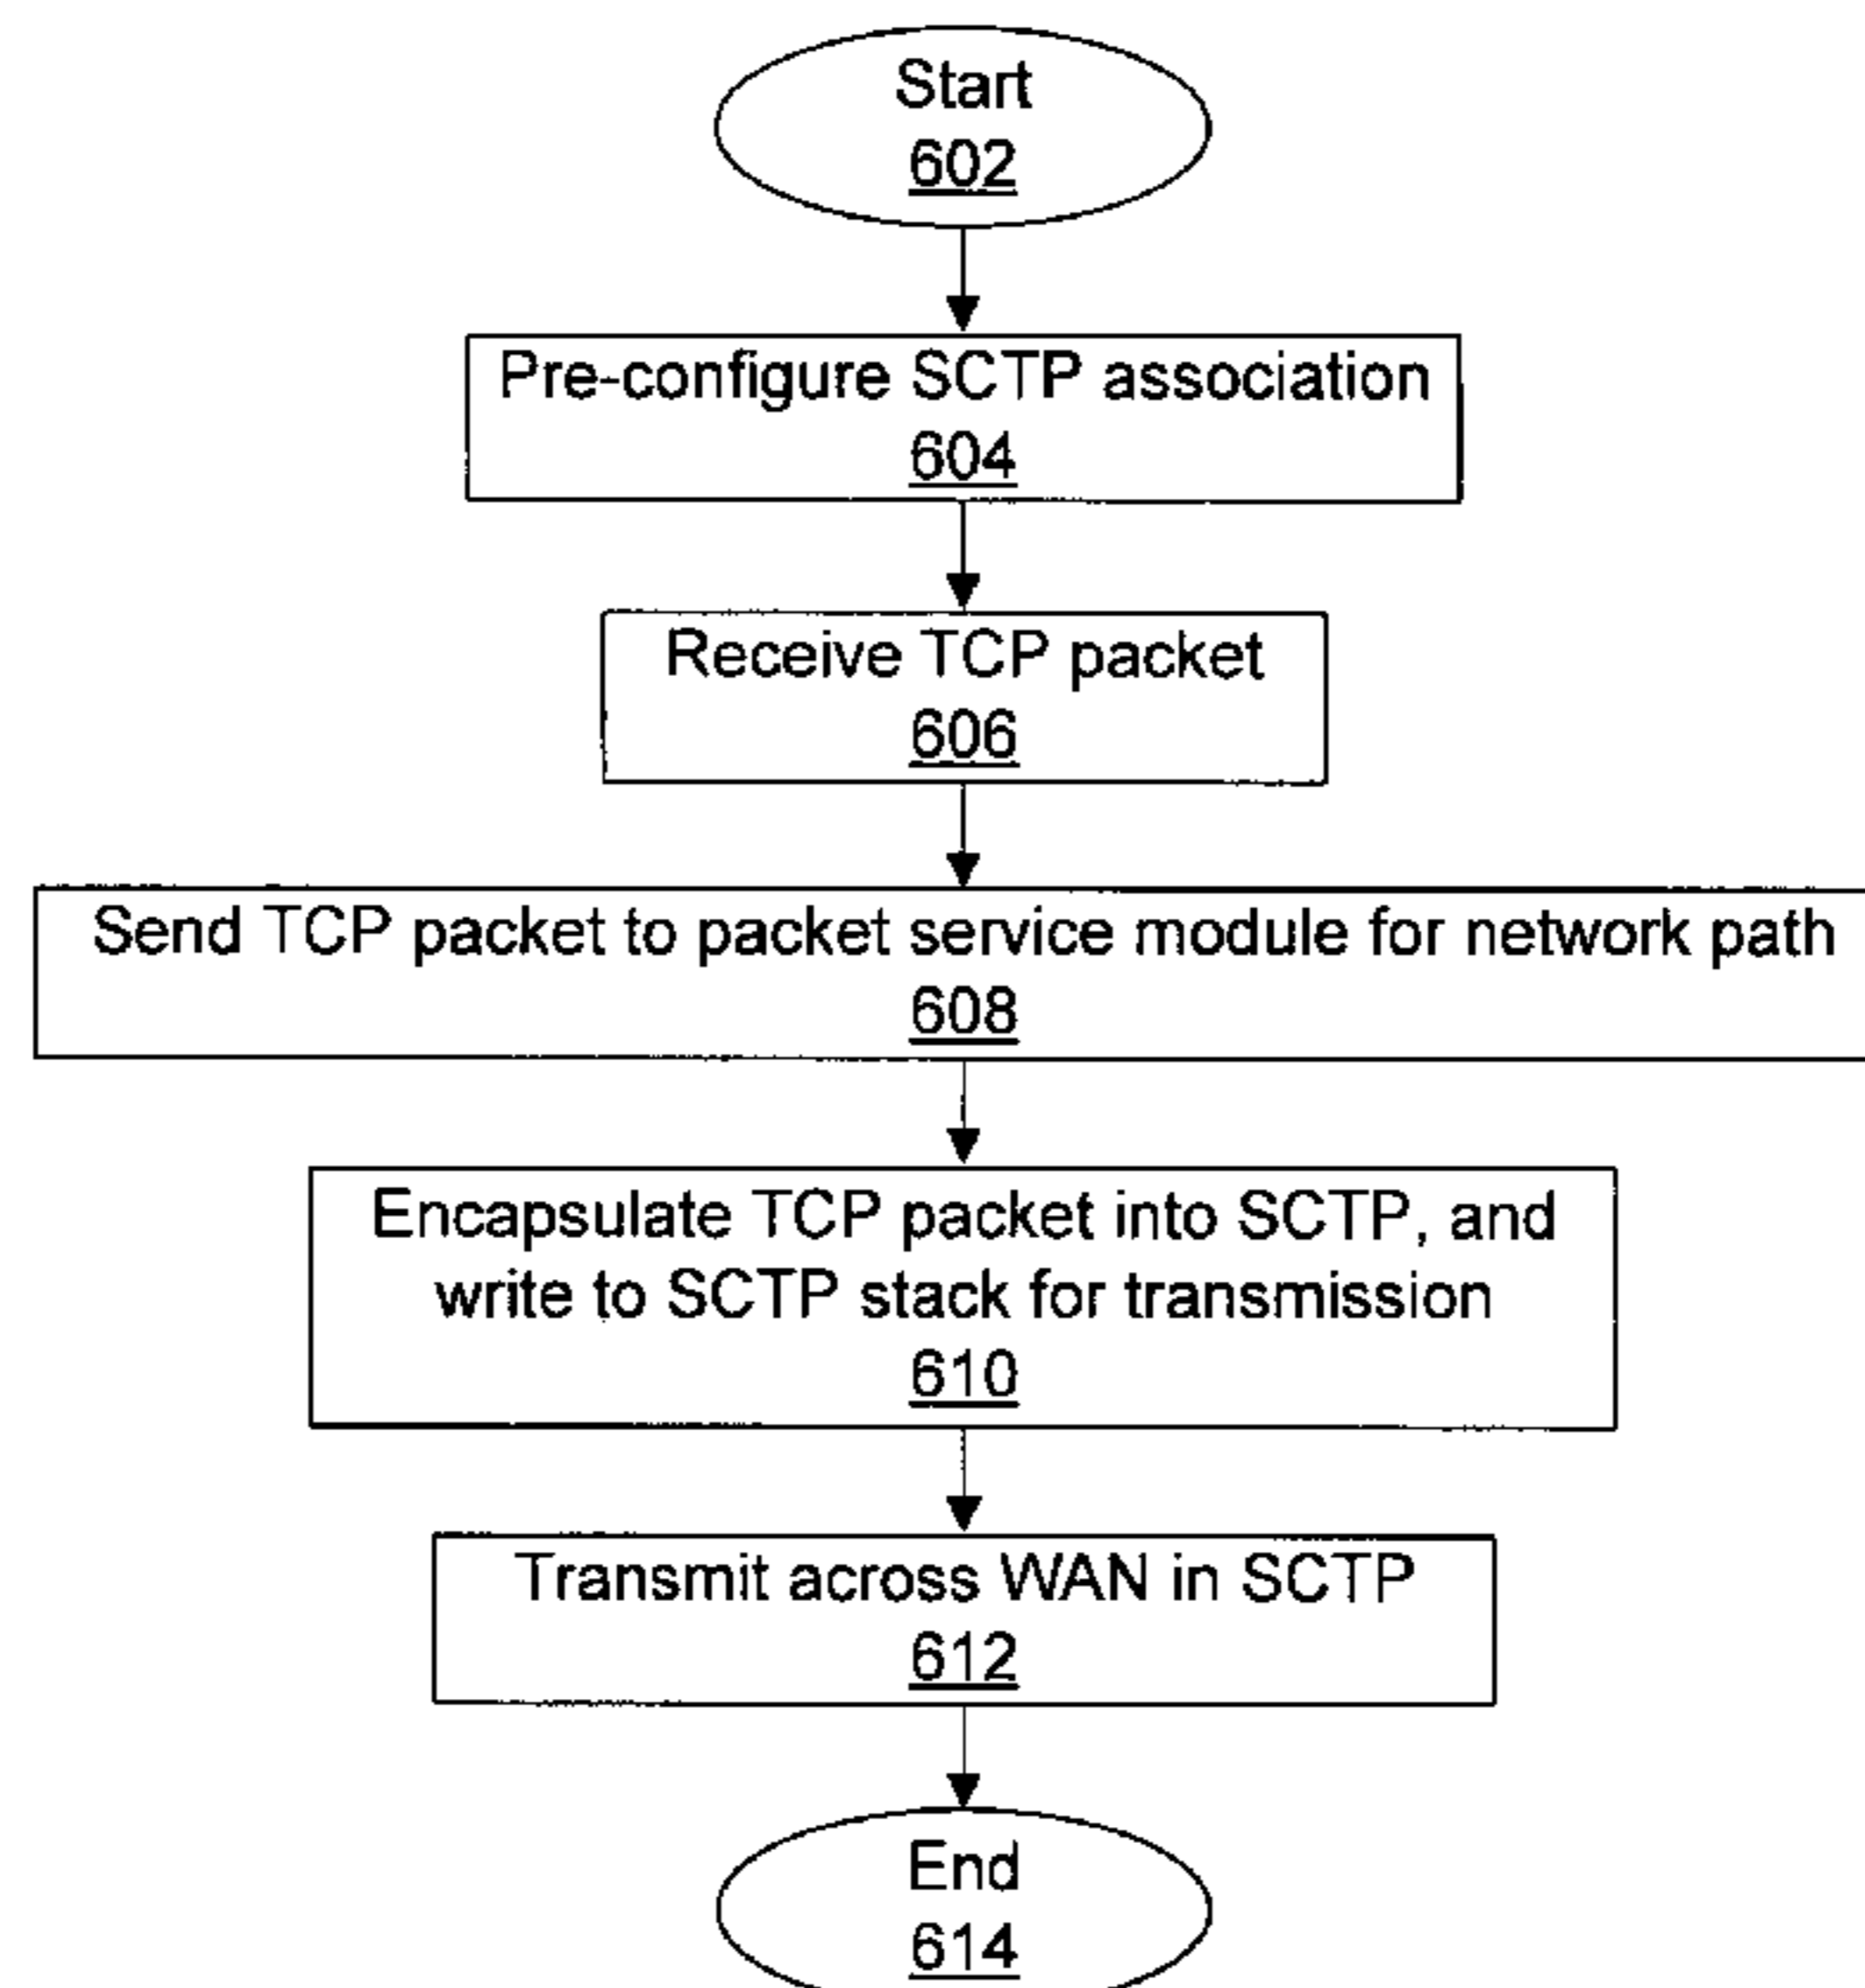 Start
602
Pre-configure SCTP association
604
Receive TCP packet
606
Send TCP packet to packet service module for network path
608
Encapsulate TCP packet into SCTP, and
write to SCTP stack for transmission
610
Transmit across WAN in SCTP
612
End
614